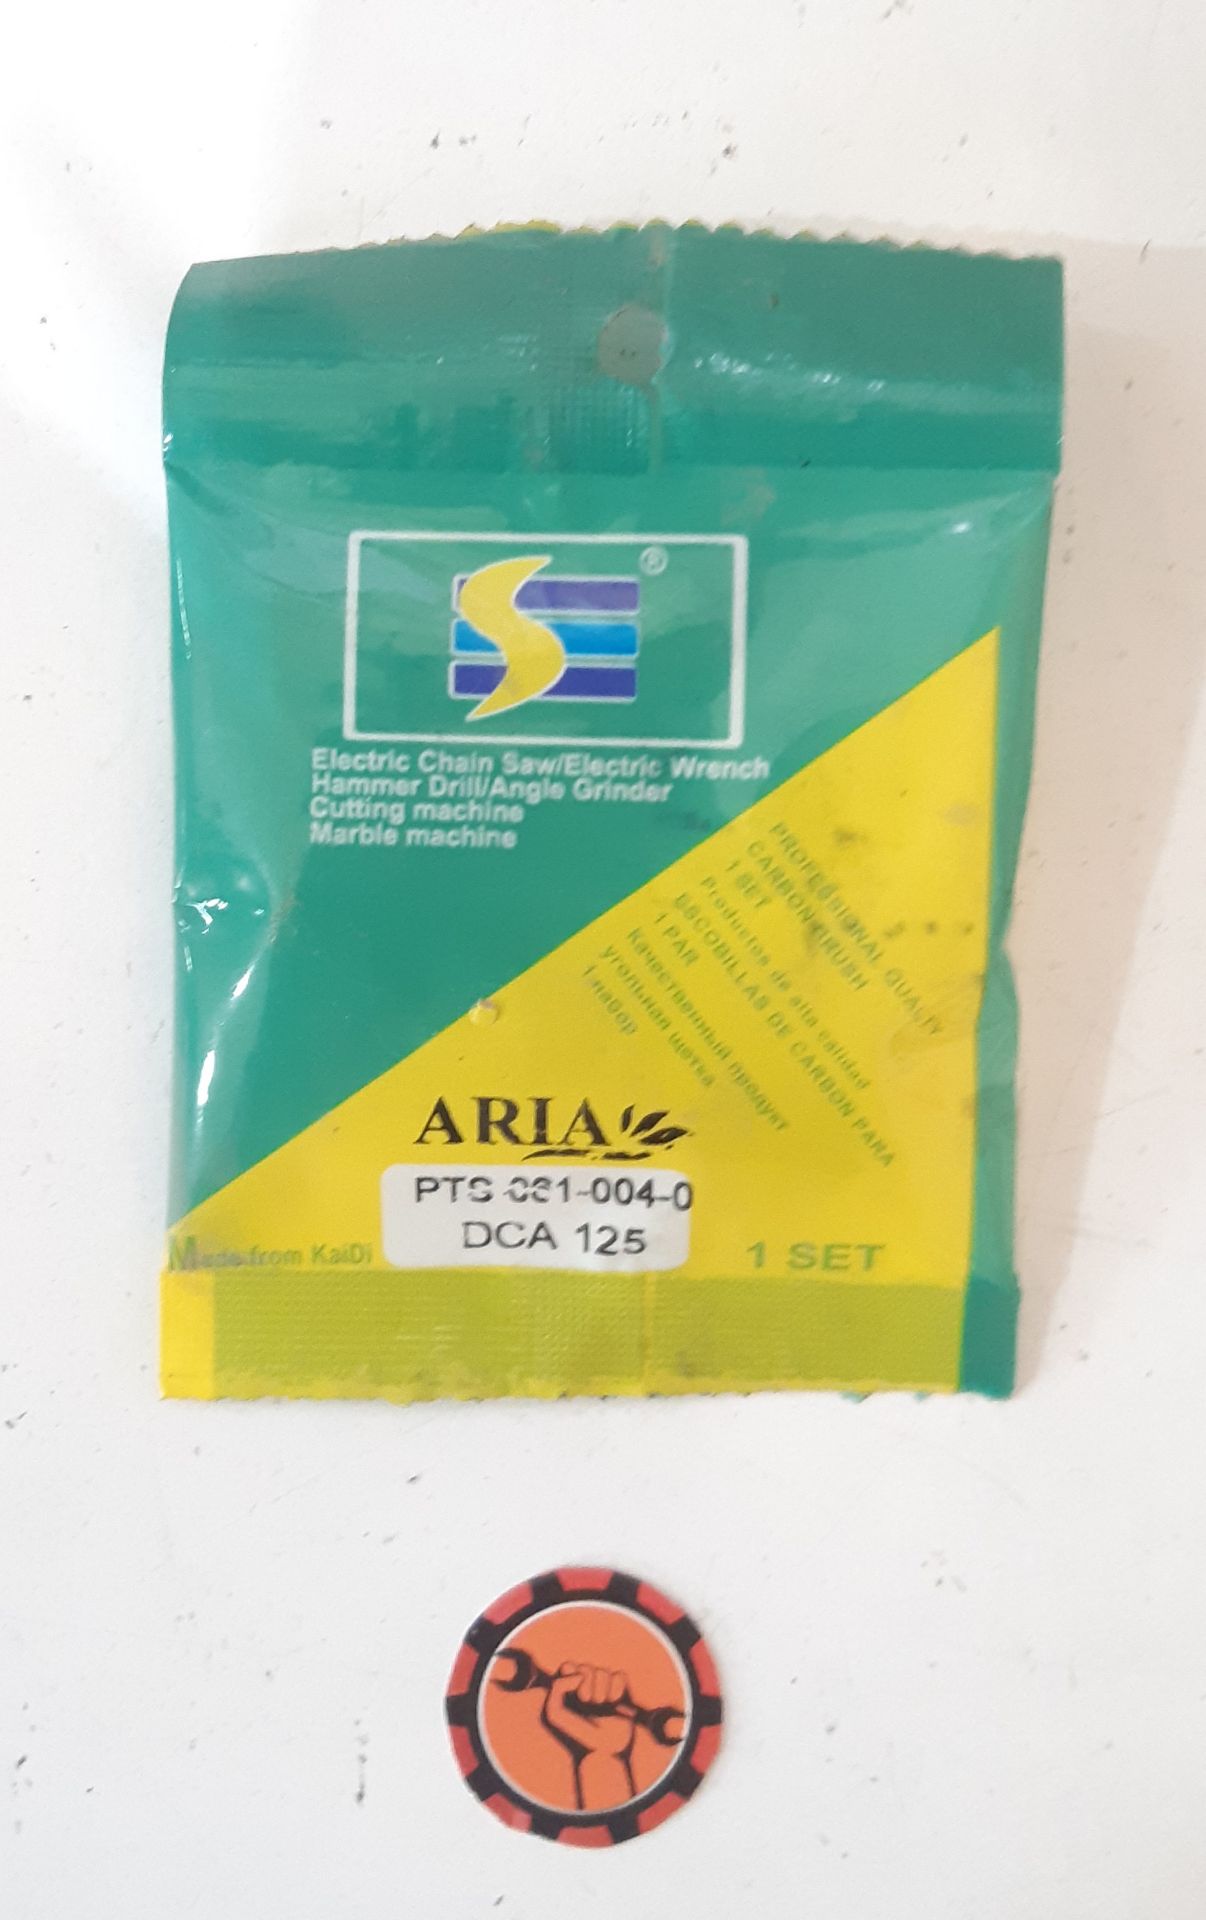 ®
Electric Chain Saw/Electric Wrench
Hammer Drill/Angle Grinder
Cutting machine
Marble machine
PROFESSIONAL QUALTIY
CARBON BRUSH
1 SET
Productos de alta calidad
ESCOBILLAS DE CARBON PARA
1 PAR
Качественный продукт
угольная щетка
1 набор
ARIA
PTS 081-004-0
DCA 125
Made from KaiDi
1 SET